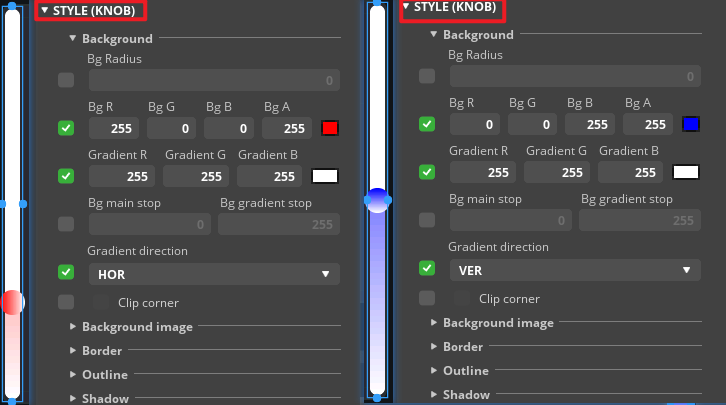 STYLE (KNOB)
Background
Bg Radius
0
Bg R Bg G Bg B Bg A
255 0 0 255
Gradient R Gradient G Gradient B
255 255 255
Bg main stop Bg gradient stop
0 255
Gradient direction
HOR
Clip corner
Background image
Border
Outline
Shadow
STYLE (KNOB)
Background
Bg Radius
0
Bg R Bg G Bg B Bg A
0 0 255 255
Gradient R Gradient G Gradient B
255 255 255
Bg main stop Bg gradient stop
0 255
Gradient direction
VER
Clip corner
Background image
Border
Outline
Shadow